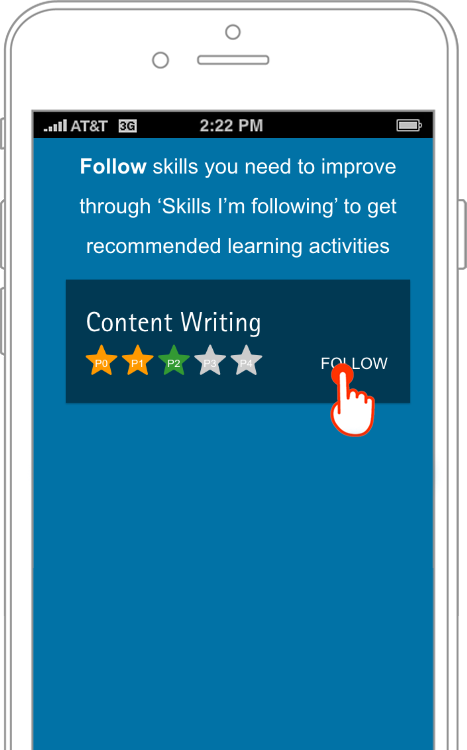 AT&T 3G 2:22 PM
Follow skills you need to improve
through ‘Skills I’m following’ to get
recommended learning activities
Content Writing
P0 P1 P2 P3 P4
FOLLOW